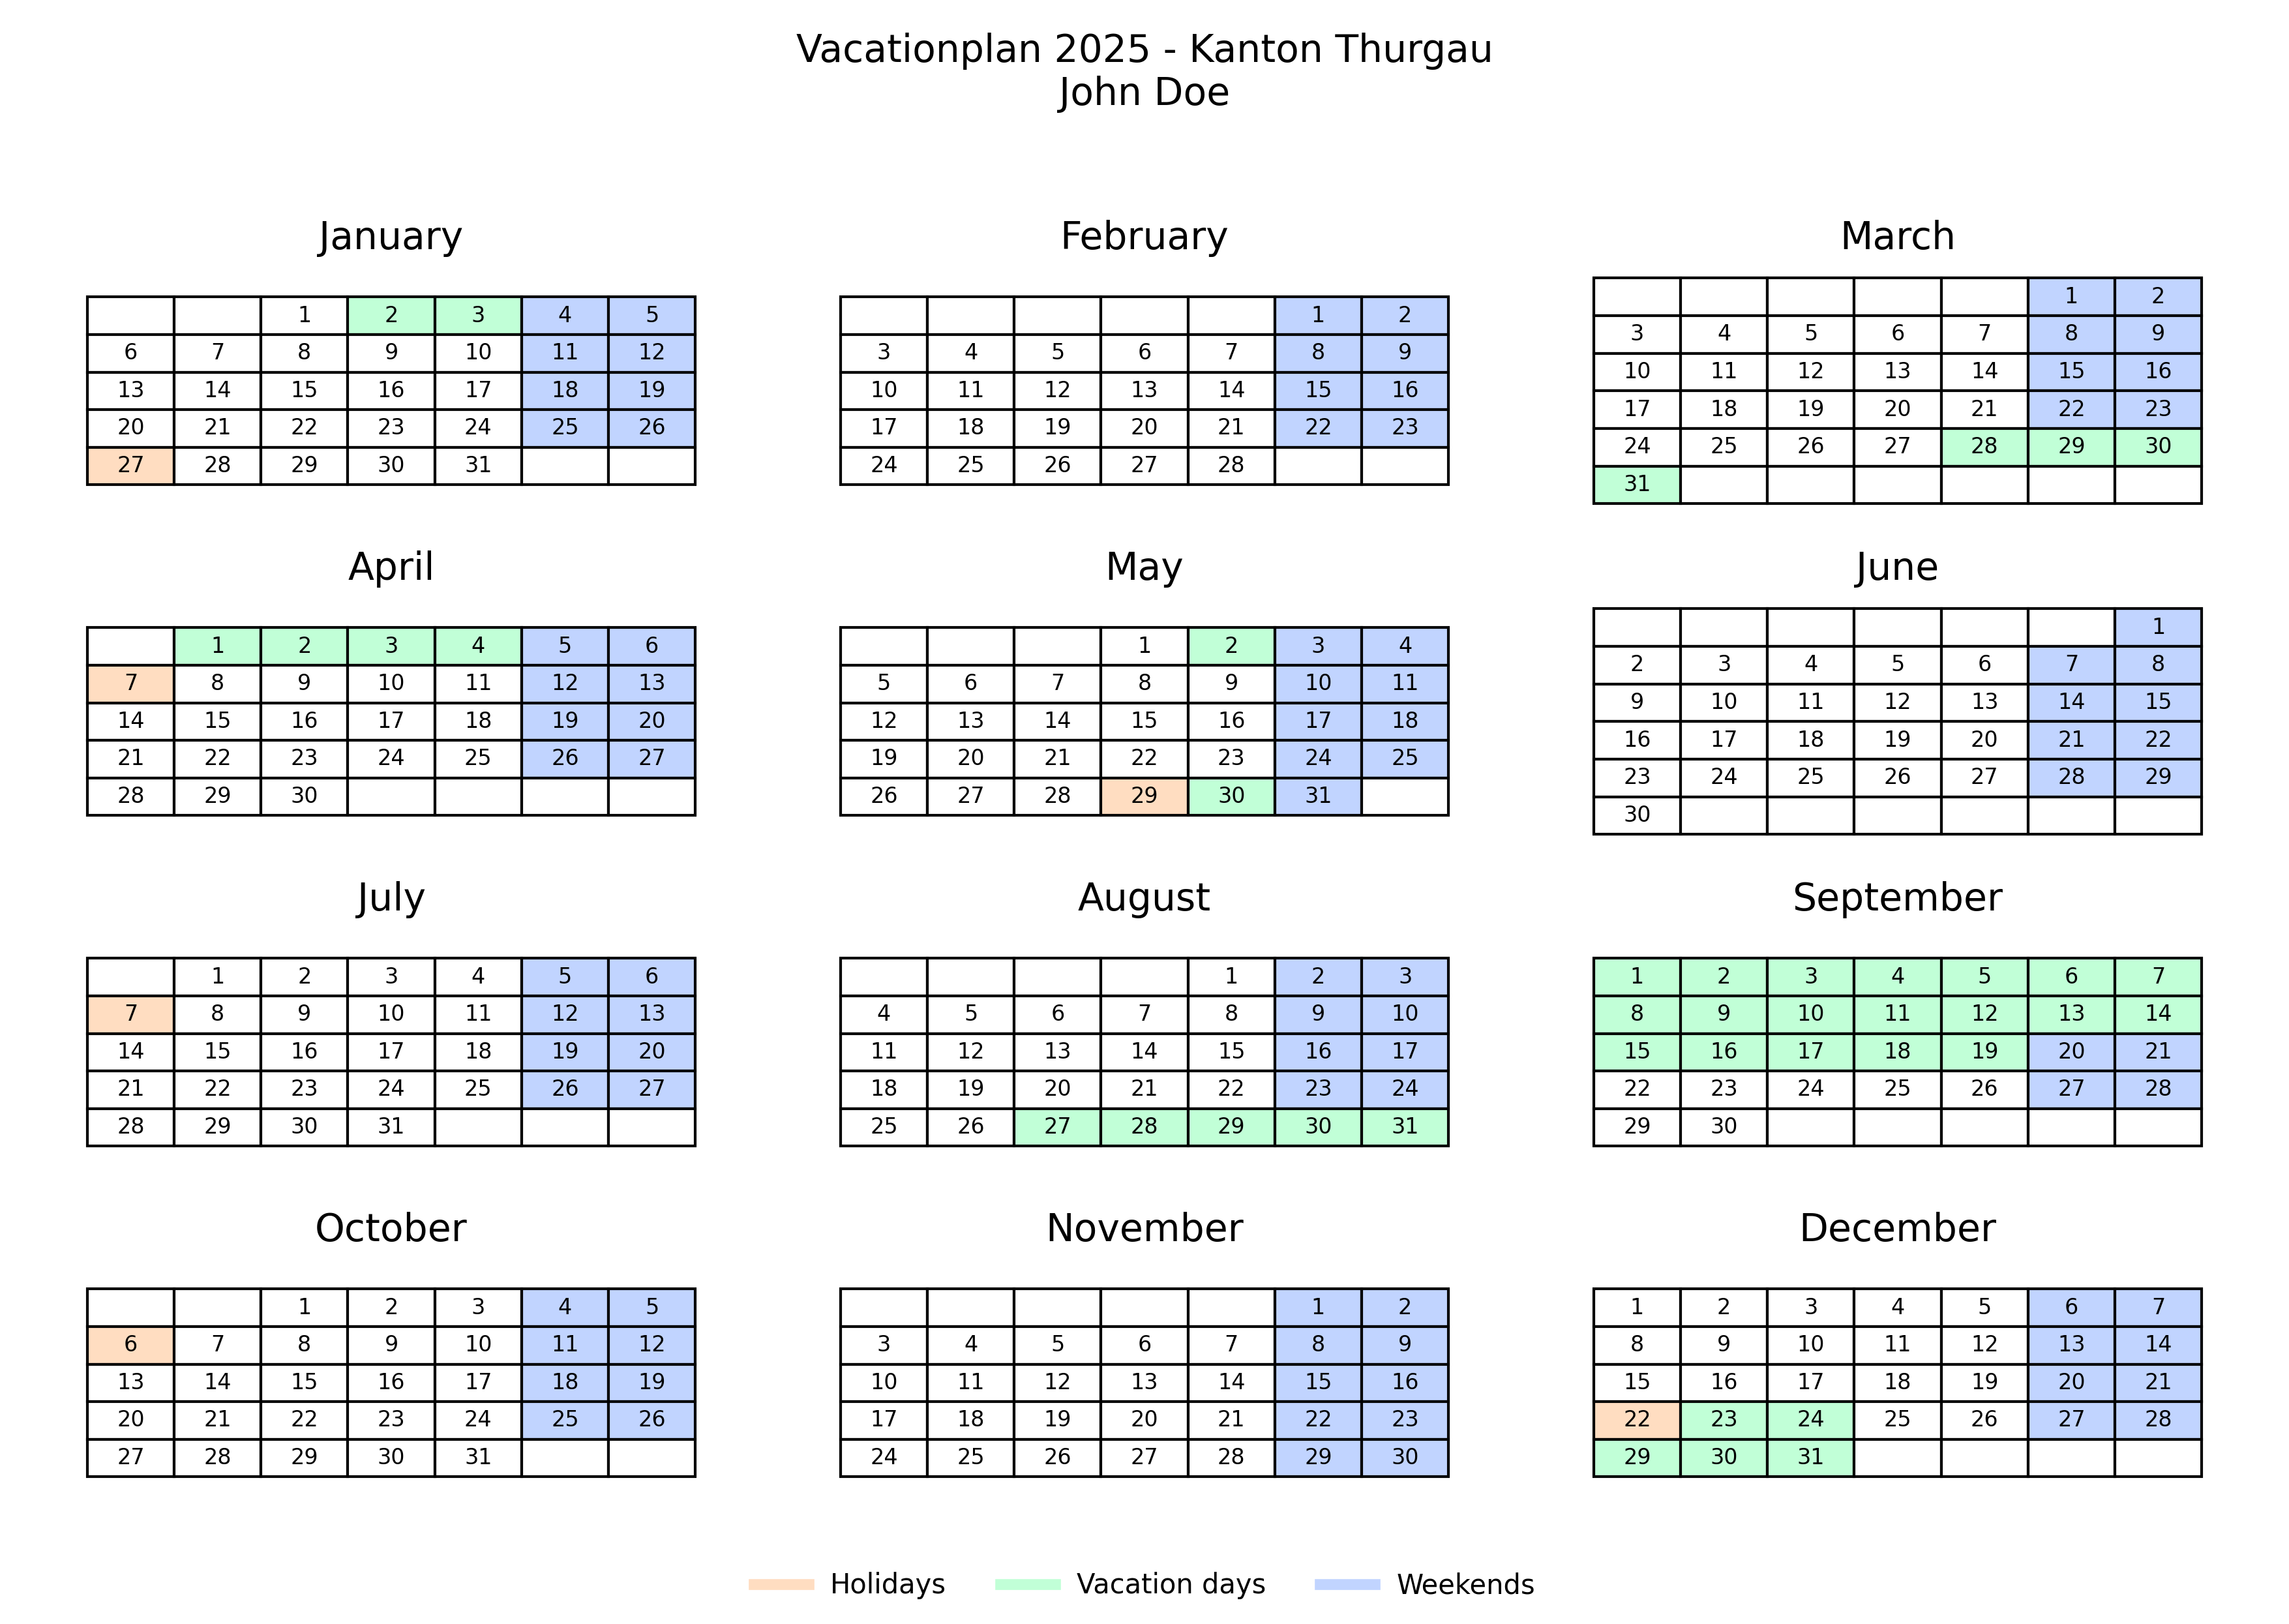 Vacationplan 2025 - Kanton Thurgau
John Doe
January February March
1 2 3 4 5
6 7 8 9 10 11 12
13 14 15 16 17 18 19
20 21 22 23 24 25 26
27 28 29 30 31
1 2
3 4 5 6 7 8 9
10 11 12 13 14 15 16
17 18 19 20 21 22 23
24 25 26 27 28
1 2
3 4 5 6 7 8 9
10 11 12 13 14 15 16
17 18 19 20 21 22 23
24 25 26 27 28 29 30
31
April May June
1 2 3 4 5 6
7 8 9 10 11 12 13
14 15 16 17 18 19 20
21 22 23 24 25 26 27
28 29 30
1 2 3 4
5 6 7 8 9 10 11
12 13 14 15 16 17 18
19 20 21 22 23 24 25
26 27 28 29 30 31
1
2 3 4 5 6 7 8
9 10 11 12 13 14 15
16 17 18 19 20 21 22
23 24 25 26 27 28 29
30
July August September
1 2 3 4 5 6
7 8 9 10 11 12 13
14 15 16 17 18 19 20
21 22 23 24 25 26 27
28 29 30 31
1 2 3
4 5 6 7 8 9 10
11 12 13 14 15 16 17
18 19 20 21 22 23 24
25 26 27 28 29 30 31
1 2 3 4 5 6 7
8 9 10 11 12 13 14
15 16 17 18 19 20 21
22 23 24 25 26 27 28
29 30
October November December
1 2 3 4 5
6 7 8 9 10 11 12
13 14 15 16 17 18 19
20 21 22 23 24 25 26
27 28 29 30 31
1 2
3 4 5 6 7 8 9
10 11 12 13 14 15 16
17 18 19 20 21 22 23
24 25 26 27 28 29 30
1 2 3 4 5 6 7
8 9 10 11 12 13 14
15 16 17 18 19 20 21
22 23 24 25 26 27 28
29 30 31
Holidays Vacation days Weekends